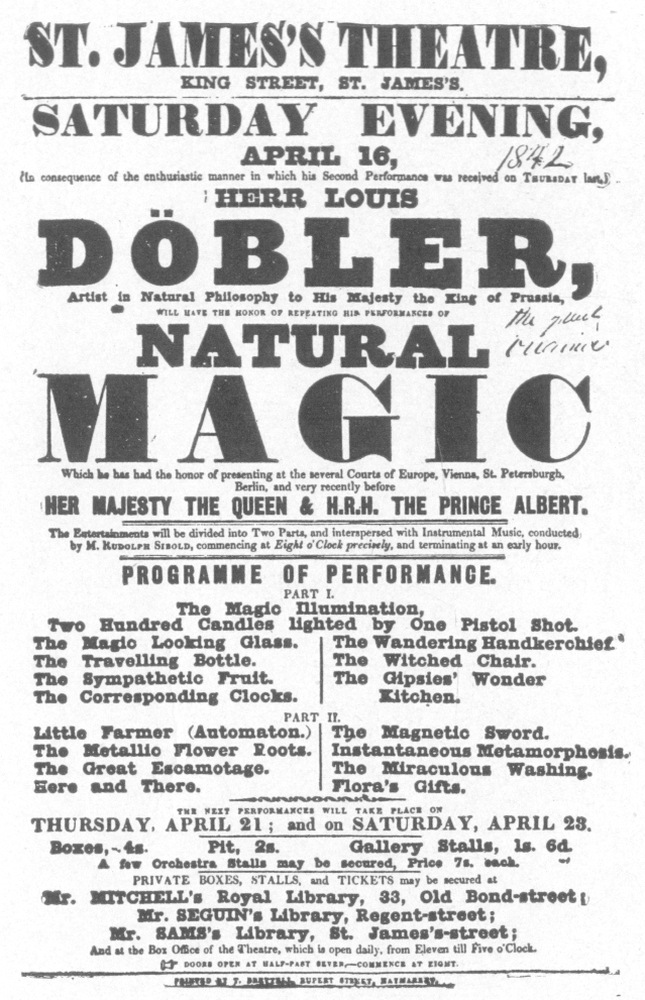 ST. JAMES'S THEATRE,
KING STREET, ST. JAMES'S.
SATURDAY EVENING,
APRIL 16,
1842
(In consequence of the enthusiastic manner in which his Second Performance was received on THURSDAY last,)
HERR LOUIS
DÖBLER,
Artist in Natural Philosophy to His Majesty the King of Prussia,
WILL HAVE THE HONOR OF REPEATING HIS PERFORMANCES OF
the
NATURAL
MAGIC
Which he has had the honor of presenting at the several Courts of Europe, Vienna, St. Petersburgh,
Berlin, and very recently before
HER MAJESTY THE QUEEN & H.R.H. THE PRINCE ALBERT.
The Entertainments will be divided into Two Parts, and interspersed with Instrumental Music, conducted
by M. RUDOLPH SIBOLD, commencing at Eight o'Clock precisely, and terminating at an early hour.
PROGRAMME OF PERFORMANCE.
PART I.
The Magic Illumination,
Two Hundred Candles lighted by One Pistol Shot.
The Magic Looking Glass.
The Travelling Bottle.
The Sympathetic Fruit.
The Corresponding Clocks.
The Wandering Handkerchief.
The Witched Chair.
The Gipsies' Wonder
Kitchen.
PART II.
Little Farmer (Automaton.)
The Metallic Flower Roots.
The Great Escamotage.
Here and There.
The Magnetic Sword.
Instantaneous Metamorphosis.
The Miraculous Washing.
Flora's Gifts.
THE NEXT PERFORMANCES WILL TAKE PLACE ON
THURSDAY, APRIL 21; and on SATURDAY, APRIL 23.
Boxes, 4s. Pit, 2s. Gallery Stalls, 1s. 6d.
A few Orchestra Stalls may be secured, Price 7s. each.
PRIVATE BOXES, STALLS, and TICKETS may be secured at
Mr. MITCHELL's Royal Library, 33, Old Bond-street;
Mr. SEGUIN's Library, Regent-street;
Mr. SAMS's Library, St. James's-street;
And at the Box Office of the Theatre, which is open daily, from Eleven till Five o'Clock.
☞ DOORS OPEN AT HALF-PAST SEVEN,—COMMENCE AT EIGHT.
PRINTED BY T. BRETTELL, RUPERT STREET, HAYMARKET.